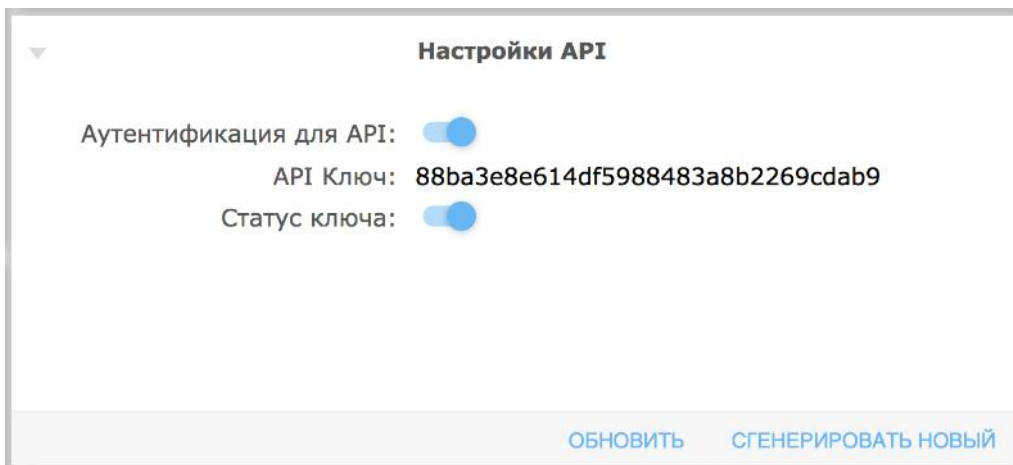 Настройки API
Аутентификация для API:
API Ключ: 88ba3e8e614df5988483a8b2269cdab9
Статус ключа:
ОБНОВИТЬ СГЕНЕРИРОВАТЬ НОВЫЙ